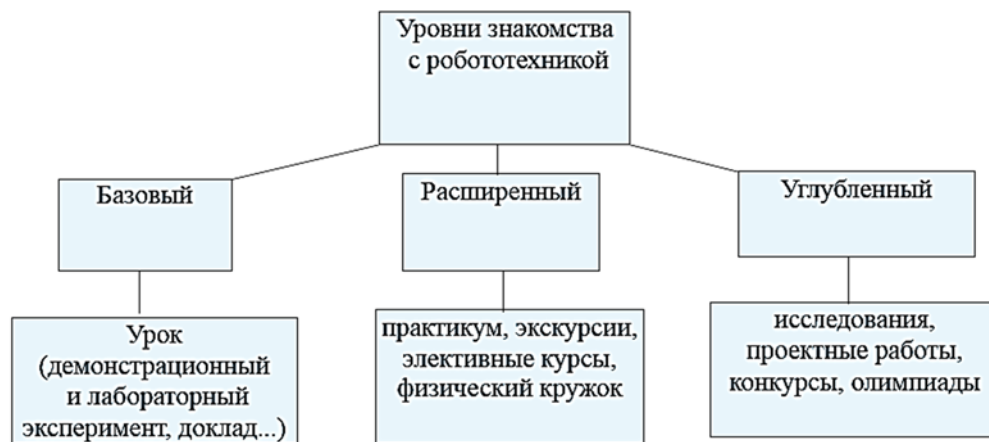 Уровни знакомства
с робототехникой
Базовый
Расширенный
Углубленный
Урок
(демонстрационный
и лабораторный
эксперимент, доклад...)
практикум, экскурсии,
элективные курсы,
физический кружок
исследования,
проектные работы,
конкурсы, олимпиады